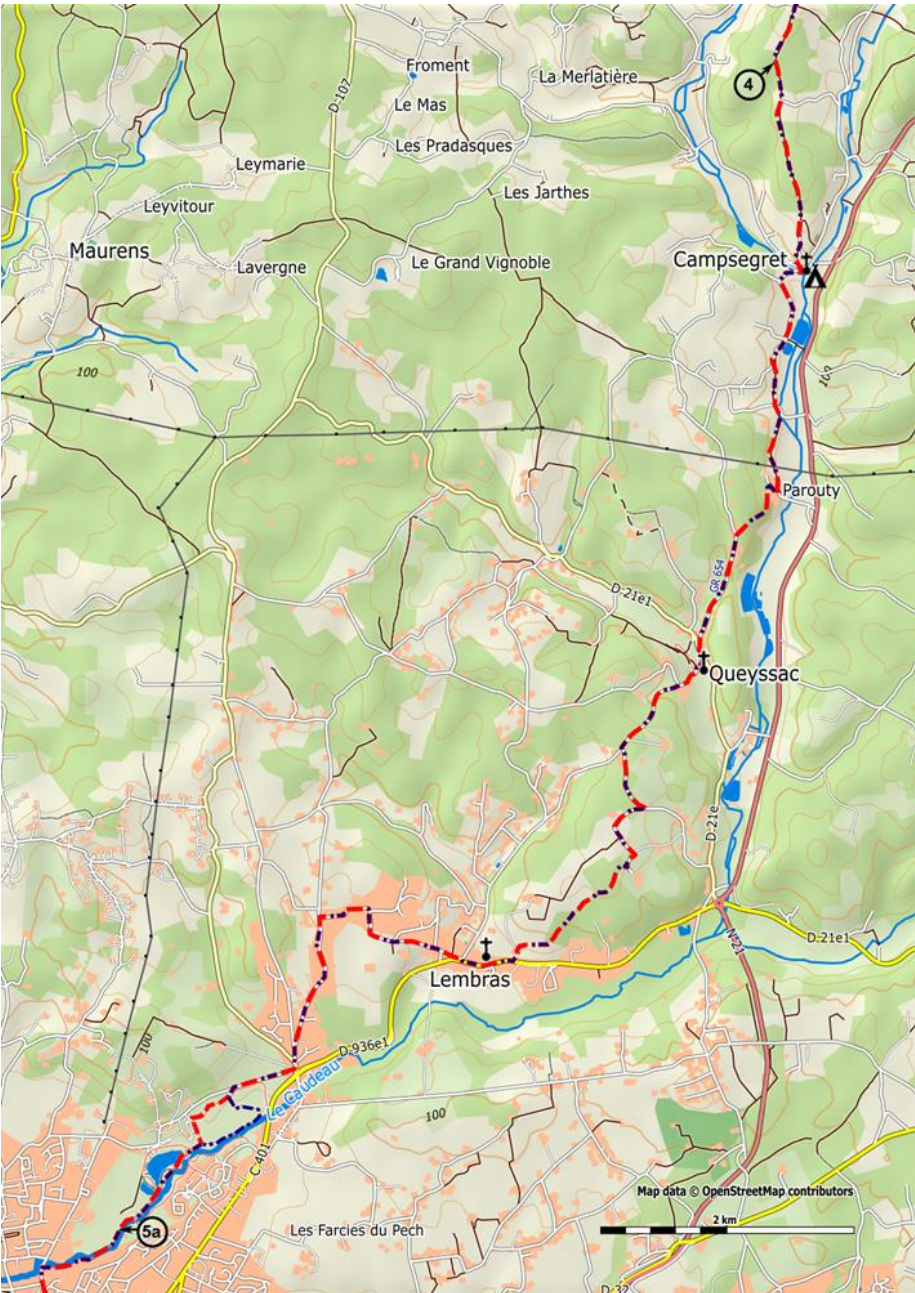 Froment
La Merlatière
4
D 107
Le Mas
Les Pradasques
Leymarie
Les Jarthes
Leyvitour
Maurens
Lavergne
Le Grand Vignoble
Campsegret
100
100
Parouty
GR 654
D 21e1
Queyssac
D 21e
N 21
D 21e1
Lembras
D 936e1
100
Le Caudeau
100
C 401
Map data © OpenStreetMap contributors
2 km
5a
Les Farcies du Pech
D 32